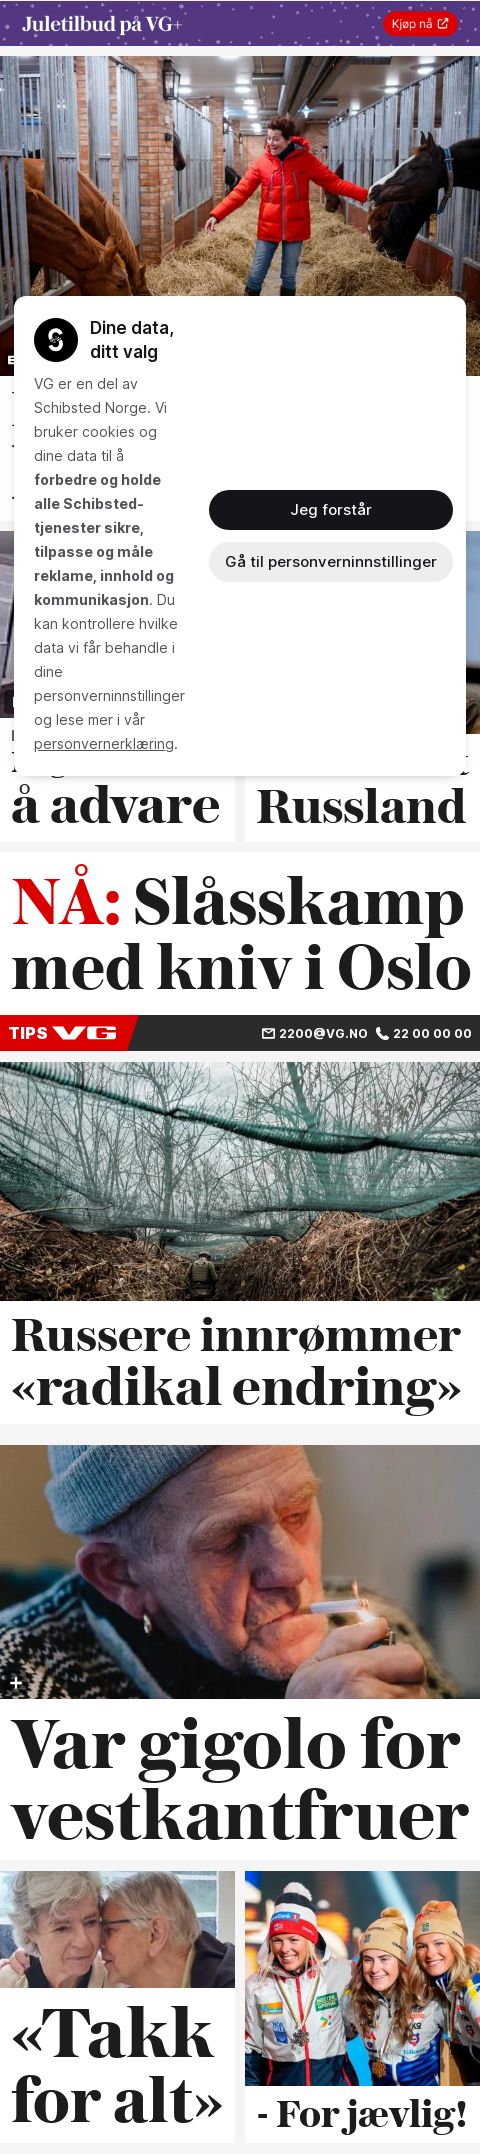 Juletilbud på VG+
Kjøp nå
Dine data,
ditt valg
VG er en del av
Schibsted Norge. Vi
bruker cookies og
dine data til å
forbedre og holde
alle Schibsted-
tjenester sikre,
tilpasse og måle
reklame, innhold og
kommunikasjon. Du
kan kontrollere hvilke
data vi får behandle i
dine
personverninnstillinger
og lese mer i vår
personvernerklæring.
Jeg forstår
Gå til personverninnstillinger
å advare
Russland
NÅ: Slåsskamp
med kniv i Oslo
TIPS VG
2200@VG.NO 22 00 00 00
Russere innrømmer
«radikal endring»
+
Var gigolo for
vestkantfruer
«Takk
for alt»
- For jævlig!